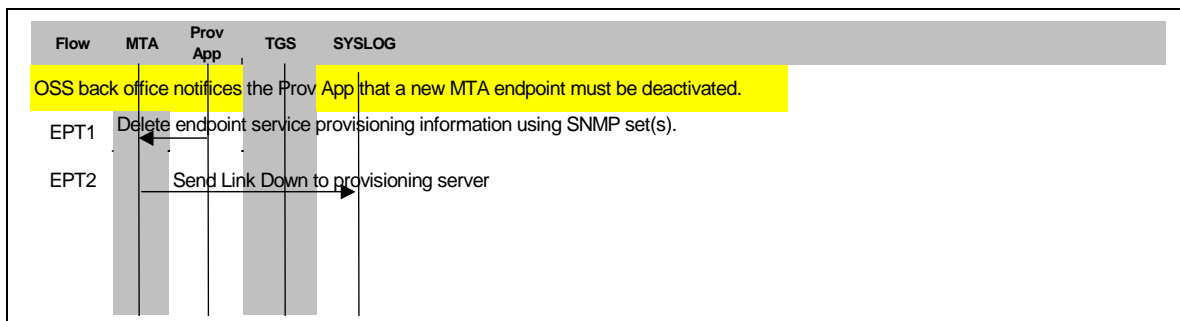 Flow MTA Prov App TGS SYSLOG
OSS back office notifices the Prov App that a new MTA endpoint must be deactivated.
EPT1 Delete endpoint service provisioning information using SNMP set(s).
EPT2 Send Link Down to provisioning server